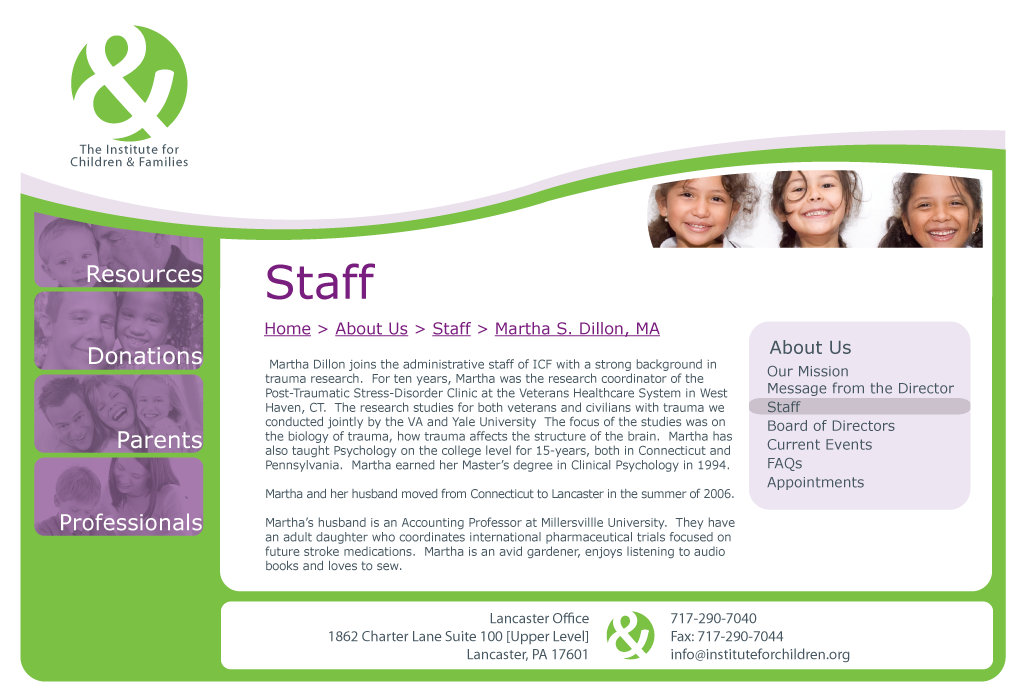 &
The Institute for
Children & Families
Resources
Donations
Parents
Professionals
Staff
Home > About Us > Staff > Martha S. Dillon, MA
Martha Dillon joins the administrative staff of ICF with a strong background in
trauma research.  For ten years, Martha was the research coordinator of the
Post-Traumatic Stress-Disorder Clinic at the Veterans Healthcare System in West
Haven, CT.  The research studies for both veterans and civilians with trauma we
conducted jointly by the VA and Yale University  The focus of the studies was on
the biology of trauma, how trauma affects the structure of the brain.  Martha has
also taught Psychology on the college level for 15-years, both in Connecticut and
Pennsylvania.  Martha earned her Master’s degree in Clinical Psychology in 1994.
Martha and her husband moved from Connecticut to Lancaster in the summer of 2006.
Martha’s husband is an Accounting Professor at Millersvillle University.  They have
an adult daughter who coordinates international pharmaceutical trials focused on
future stroke medications.  Martha is an avid gardener, enjoys listening to audio
books and loves to sew.
About Us
Our Mission
Message from the Director
Staff
Board of Directors
Current Events
FAQs
Appointments
Lancaster Office
1862 Charter Lane Suite 100 [Upper Level]
Lancaster, PA 17601
&
717-290-7040
Fax: 717-290-7044
info@instituteforchildren.org